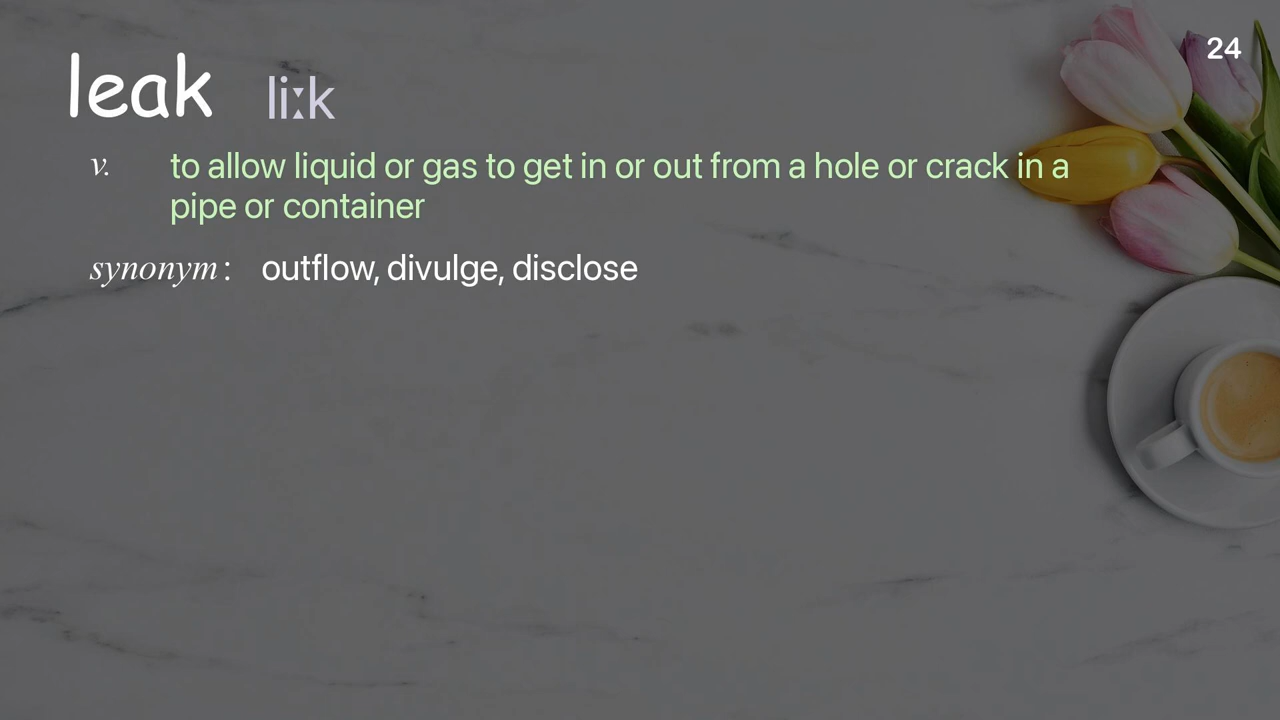 24
leak liːk
v. to allow liquid or gas to get in or out from a hole or crack in a
pipe or container
synonym : outflow, divulge, disclose